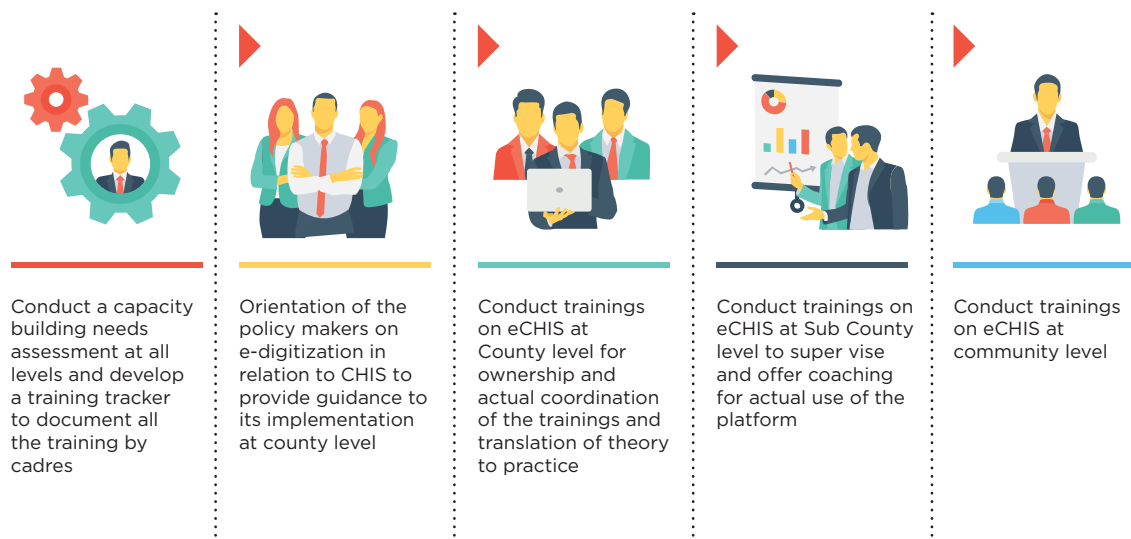 Conduct a capacity
building needs
assessment at all
levels and develop
a training tracker
to document all
the training by
cadres
Orientation of the
policy makers on
e-digitization in
relation to CHIS to
provide guidance to
its implementation
at county level
Conduct trainings
on eCHIS at
County level for
ownership and
actual coordination
of the trainings and
translation of theory
to practice
Conduct trainings on
eCHIS at Sub County
level to super vise
and offer coaching
for actual use of the
platform
Conduct trainings
on eCHIS at
community level